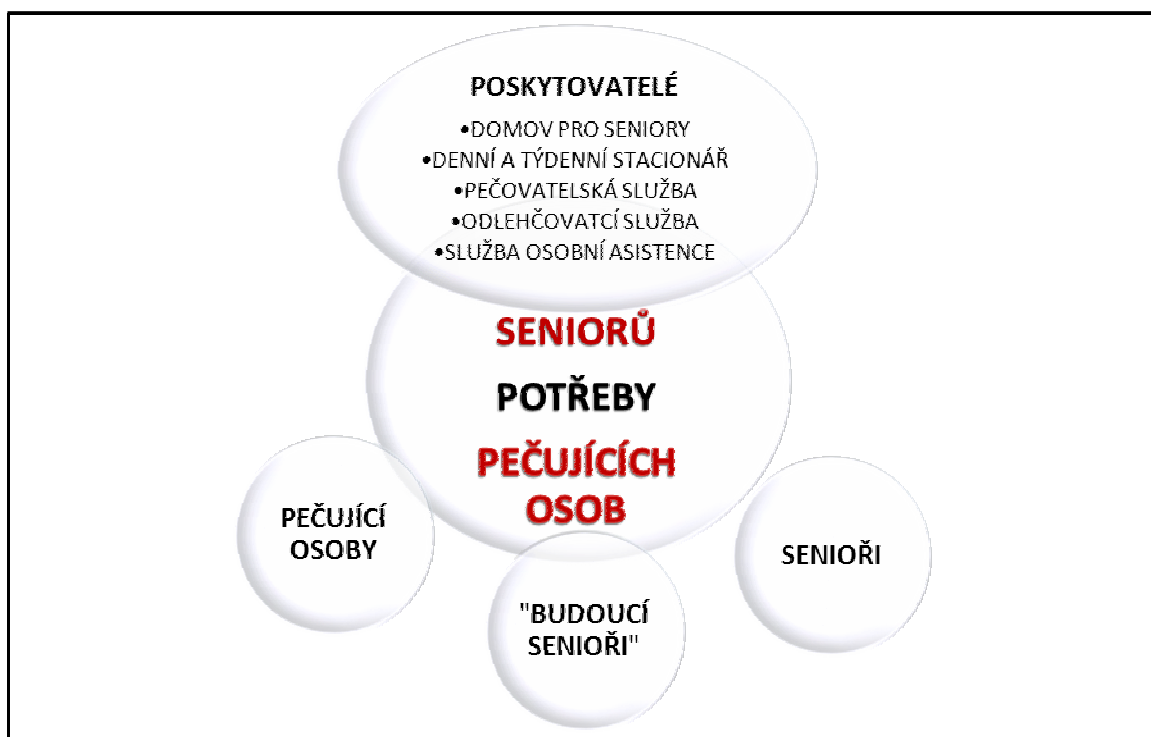 POSKYTOVATELÉ
•DOMOV PRO SENIORY
•DENNÍ A TÝDENNÍ STACIONÁŘ
•PEČOVATELSKÁ SLUŽBA
•ODLEHČOVATCÍ SLUŽBA
•SLUŽBA OSOBNÍ ASISTENCE
SENIORŮ
POTŘEBY
PEČUJÍCÍCH
OSOB
PEČUJÍCÍ
OSOBY
"BUDOUCÍ
SENIOŘI"
SENIOŘI